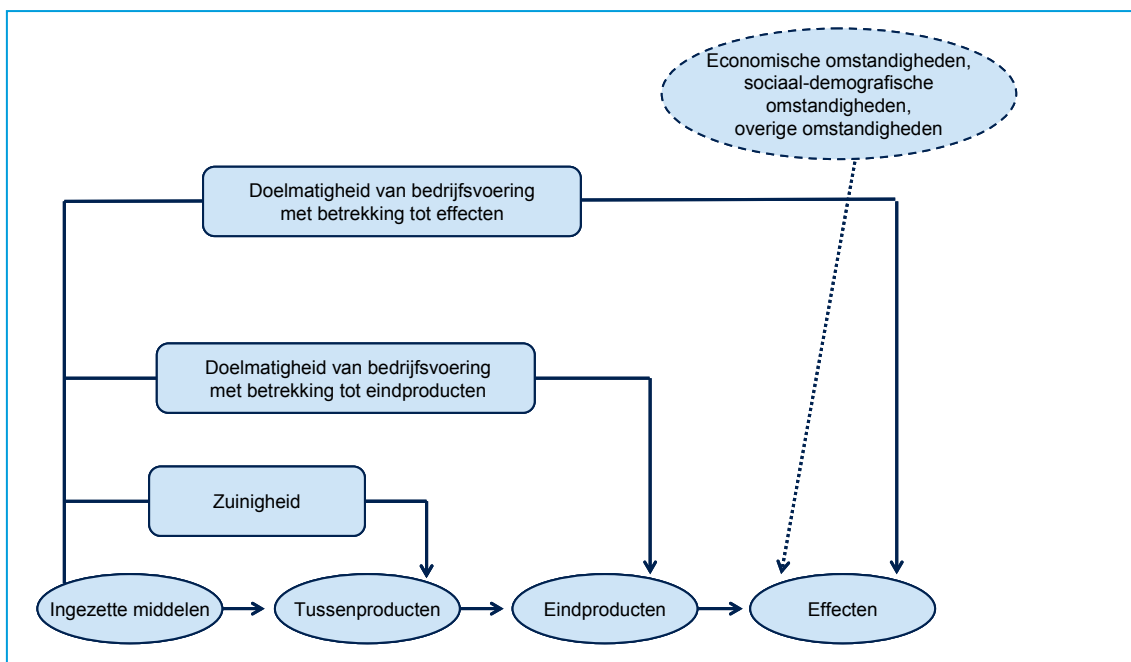 Economische omstandigheden,
sociaal-demografische
omstandigheden,
overige omstandigheden
Doelmatigheid van bedrijfsvoering
met betrekking tot effecten
Doelmatigheid van bedrijfsvoering
met betrekking tot eindproducten
Zuinigheid
Ingezette middelen
Tussenproducten
Eindproducten
Effecten